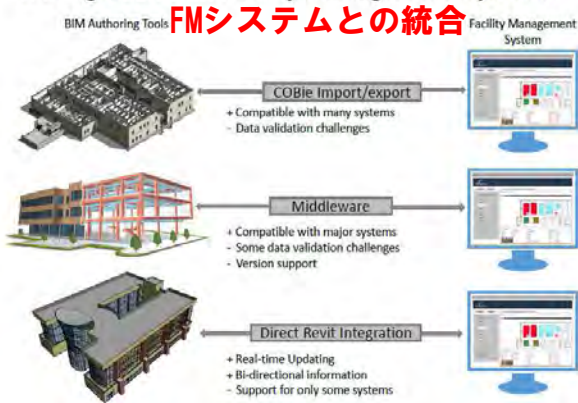 BIM Authoring Tools
FMシステムとの統合
Facility Management
System
COBie Import/export
+ Compatible with many systems
- Data validation challenges
Middleware
+ Compatible with major systems
- Some data validation challenges
- Version support
Direct Revit Integration
+ Real-time Updating
+ Bi-directional information
- Support for only some systems